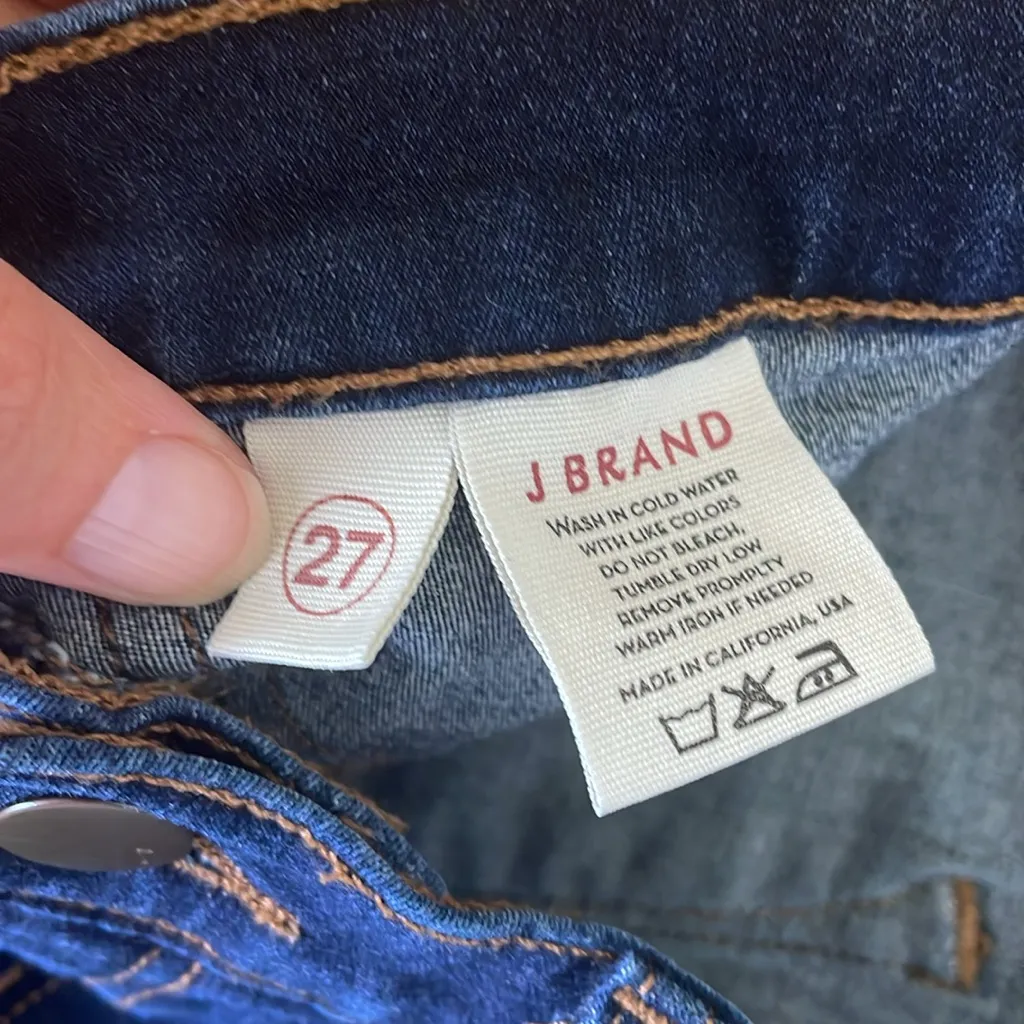 27
J BRAND
WASH IN COLD WATER
WITH LIKE COLORS
DO NOT BLEACH,
TUMBLE DRY LOW
REMOVE PROMPTLY
WARM IRON IF NEEDED
MADE IN CALIFORNIA, USA